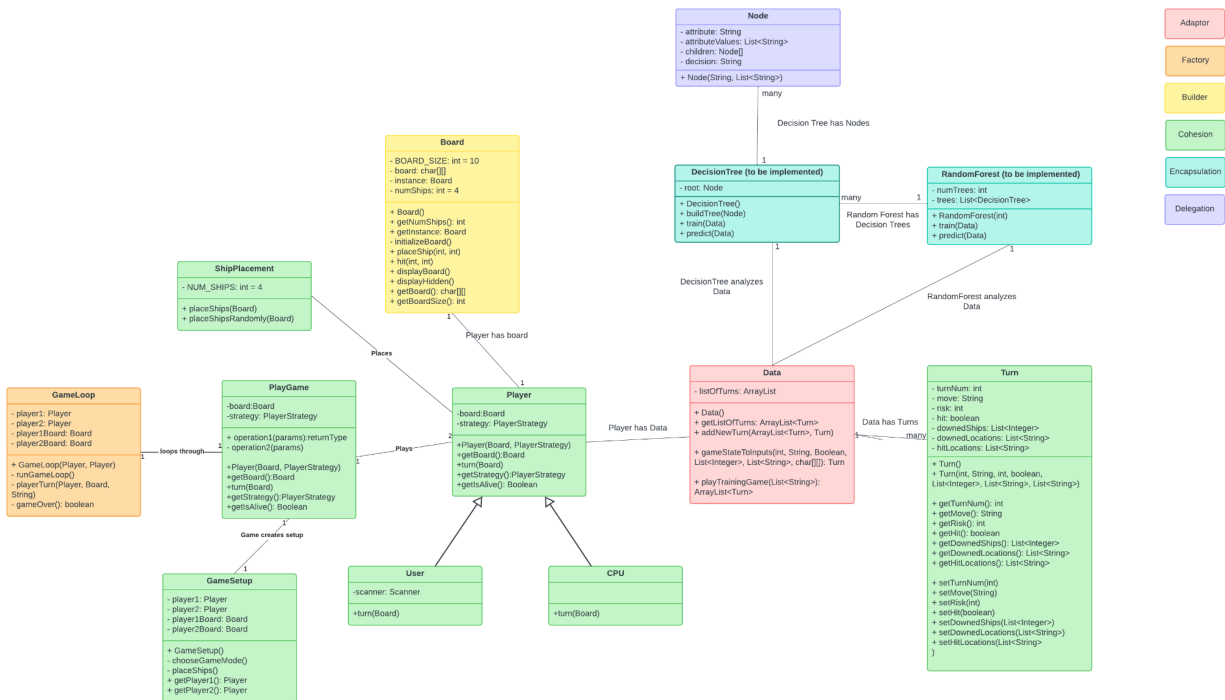 Node
- attribute: String
- attributeValues: List<String>
- children: Node[]
- decision: String
+ Node(String, List<String>)
many
Decision Tree has Nodes
1
Adaptor
Factory
Builder
Cohesion
Encapsulation
Delegation
Board
- BOARD_SIZE: int = 10
- board: char[][]
- instance: Board
- numShips: int = 4
+ Board()
+ getNumShips(): int
+ getInstance: Board
- initializeBoard()
+ placeShip(int, int)
+ hit(int, int)
+ displayBoard()
+ displayHidden()
+ getBoard(): char[][]
+ getBoardSize(): int
1
Player has board
1
DecisionTree (to be implemented)
- root: Node
+ DecisionTree()
+ buildTree(Node)
+ train(Data)
+ predict(Data)
1
many
1
Random Forest has
Decision Trees
RandomForest (to be implemented)
- numTrees: int
- trees: List<DecisionTree>
+ RandomForest(int)
+ train(Data)
+ predict(Data)
1
DecisionTree analyzes
Data
RandomForest analyzes
Data
ShipPlacement
- NUM_SHIPS: int = 4
+ placeShips(Board)
+ placeShipsRandomly(Board)
Places
GameLoop
- player1: Player
- player2: Player
- player1Board: Board
- player2Board: Board
+ GameLoop(Player, Player)
- runGameLoop()
- playerTurn(Player, Board,
String)
- gameOver(): boolean
1
loops through
1
PlayGame
-board:Board
-strategy: PlayerStrategy
+ operation1(params):returnType
- operation2(params)
+Player(Board, PlayerStrategy)
+getBoard():Board
+turn(Board)
+getStrategy():PlayerStrategy
+getIsAlive(): Boolean
1
Plays
2
1
Game creates setup
1
Player
-board:Board
-strategy: PlayerStrategy
+Player(Board, PlayerStrategy)
+getBoard():Board
+turn(Board)
+getStrategy():PlayerStrategy
+getIsAlive(): Boolean
Player has Data
Data
- listOfTurns: ArrayList
+ Data()
+ getListOfTurns: ArrayList<Turn>
+ addNewTurn(ArrayList<Turn>, Turn)
+ gameStateToInputs(int, String, Boolean,
List<Integer>, List<String>, char[][]): Turn
+ playTrainingGame(List<String>):
ArrayList<Turn>
Data has Turns
1
many
Turn
- turnNum: int
- move: String
- risk: int
- hit: boolean
- downedShips: List<Integer>
- downedLocations: List<String>
- hitLocations: List<String>
+ Turn()
+ Turn(int, String, int, boolean,
List<Integer>, List<String>, List<String>)
+ getTurnNum(): int
+ getMove(): String
+ getRisk(): int
+ getHit(): boolean
+ getDownedShips(): List<Integer>
+ getDownedLocations(): List<String>
+ getHitLocations(): List<String>
+ setTurnNum(int)
+ setMove(String)
+ setRisk(int)
+ setHit(boolean)
+ setDownedShips(List<Integer>)
+ setDownedLocations(List<String>)
+ setHitLocations(List<String>
)
User
-scanner: Scanner
+turn(Board)
CPU
+turn(Board)
GameSetup
- player1: Player
- player2: Player
- player1Board: Board
- player2Board: Board
+ GameSetup()
- chooseGameMode()
- placeShips()
+ getPlayer1(): Player
+ getPlayer2(): Player